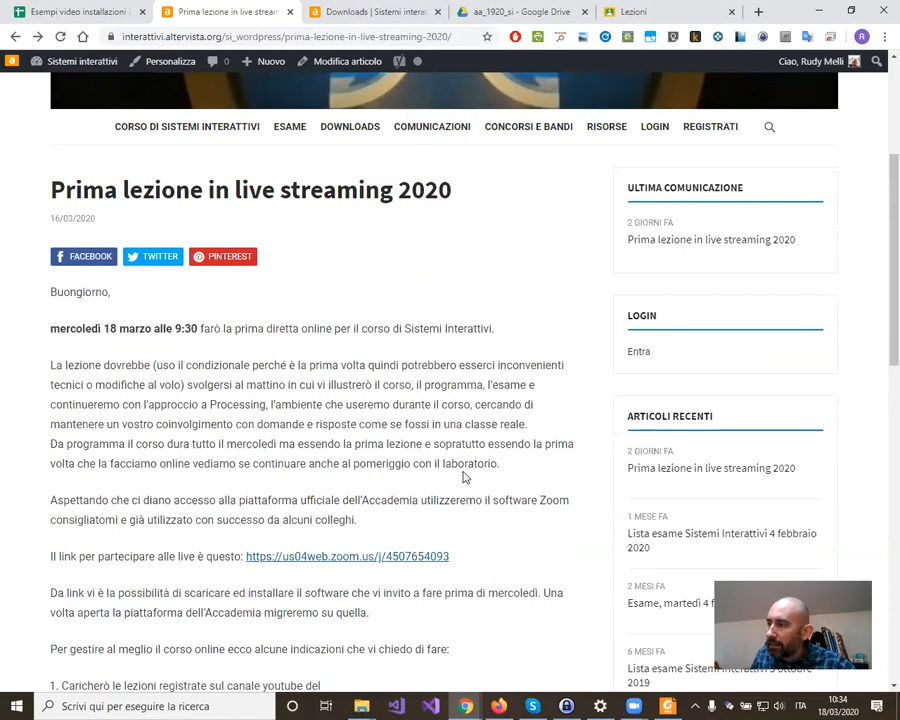 Esempi video installazioni
Prima lezione in live stream
Downloads | Sistemi interat
aa_1920_si - Google Drive
Lezioni
interattivi.altervista.org/si_wordpress/prima-lezione-in-live-streaming-2020/
Sistemi interattivi
Personalizza
0
Nuovo
Modifica articolo
Ciao, Rudy Melli
CORSO DI SISTEMI INTERATTIVI
ESAME
DOWNLOADS
COMUNICAZIONI
CONCORSI E BANDI
RISORSE
LOGIN
REGISTRATI
Prima lezione in live streaming 2020
16/03/2020
FACEBOOK
TWITTER
PINTEREST
Buongiorno,
mercoledì 18 marzo alle 9:30 farò la prima diretta online per il corso di Sistemi Interattivi.
La lezione dovrebbe (uso il condizionale perché è la prima volta quindi potrebbero esserci inconvenienti
tecnici o modifiche al volo) svolgersi al mattino in cui vi illustrerò il corso, il programma, l'esame e
continueremo con l'approccio a Processing, l'ambiente che useremo durante il corso, cercando di
mantenere un vostro coinvolgimento con domande e risposte come se fossi in una classe reale.
Da programma il corso dura tutto il mercoledì ma essendo la prima lezione e sopratutto essendo la prima
volta che la facciamo online vediamo se continuare anche al pomeriggio con il laboratorio.
Aspettando che ci diano accesso alla piattaforma ufficiale dell'Accademia utilizzeremo il software Zoom
consigliatomi e già utilizzato con successo da alcuni colleghi.
Il link per partecipare alle live è questo: https://us04web.zoom.us/j/4507654093
Da link vi è la possibilità di scaricare ed installare il software che vi invito a fare prima di mercoledì. Una
volta aperta la piattaforma dell'Accademia migreremo su quella.
Per gestire al meglio il corso online ecco alcune indicazioni che vi chiedo di fare:
1. Caricherò le lezioni registrate sul canale youtube del
ULTIMA COMUNICAZIONE
2 GIORNI FA
Prima lezione in live streaming 2020
LOGIN
Entra
ARTICOLI RECENTI
2 GIORNI FA
Prima lezione in live streaming 2020
1 MESE FA
Lista esame Sistemi Interattivi 4 febbraio
2020
2 MESI FA
Esame, martedì 4 f
6 MESI FA
Lista esame Sistemi Interattivi 3 ottobre
2019
Scrivi qui per eseguire la ricerca
ITA
10:34
18/03/2020